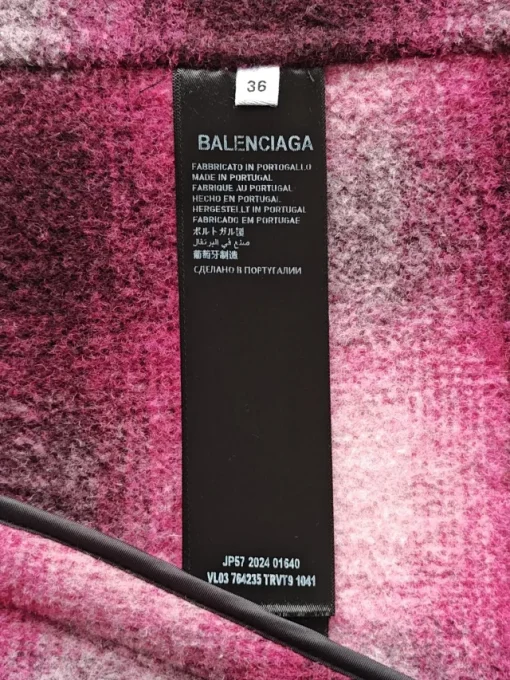 36
BALENCIAGA
FABBRICATO IN PORTOGALLO
MADE IN PORTUGAL
FABRIQUE AU PORTUGAL
HECHO EN PORTUGAL
HERGESTELLT IN PORTUGAL
FABRICADO EM PORTUGAE
ポルトガル国
صنع في البرتقال
葡萄牙制造
СДЕЛАНО В ПОРТУГАЛИИ
JP57 2024 01640
VL03 764235 TRVT9 1041